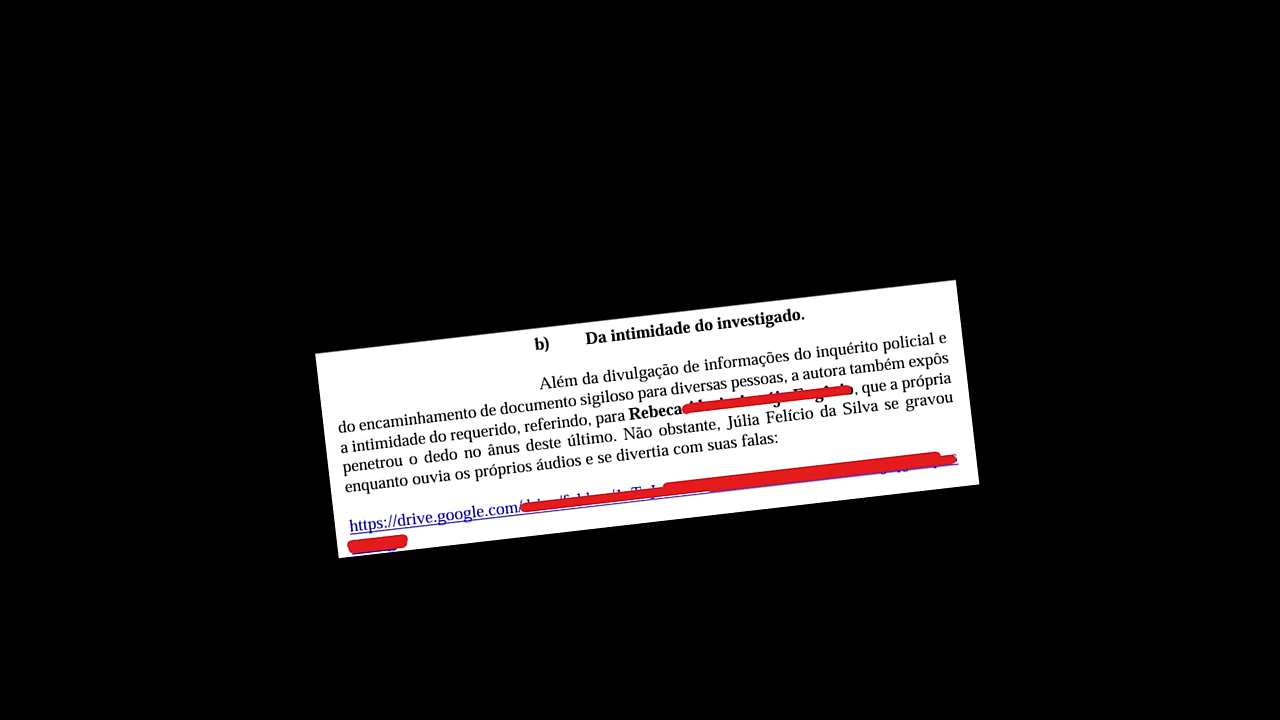 b) Da intimidade do investigado.
Além da divulgação de informações do inquérito policial e
do encaminhamento de documento sigiloso para diversas pessoas, a autora também expôs
a intimidade do requerido, referindo, para Rebeca , que a própria
penetrou o dedo no ânus deste último. Não obstante, Júlia Felício da Silva se gravou
enquanto ouvia os próprios áudios e se divertia com suas falas:
https://drive.google.com/